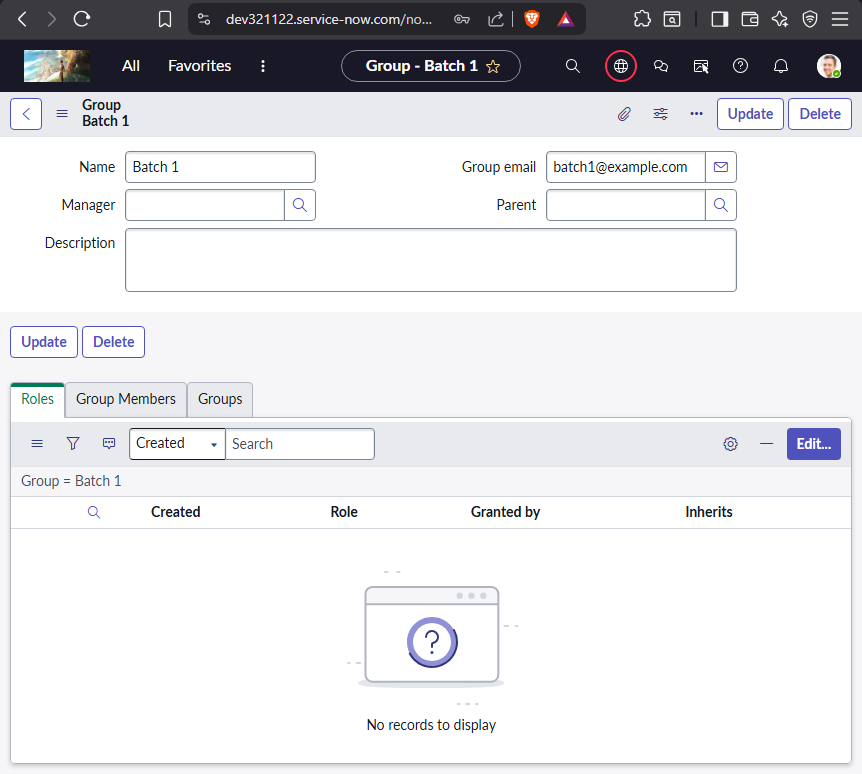 dev321122.service-now.com/no...
All Favorites Group - Batch 1
Group
Batch 1
Update Delete
Name Batch 1 Group email batch1@example.com
Manager Parent
Description
Update Delete
Roles Group Members Groups
Created Search Edit...
Group = Batch 1
Created Role Granted by Inherits
?
No records to display